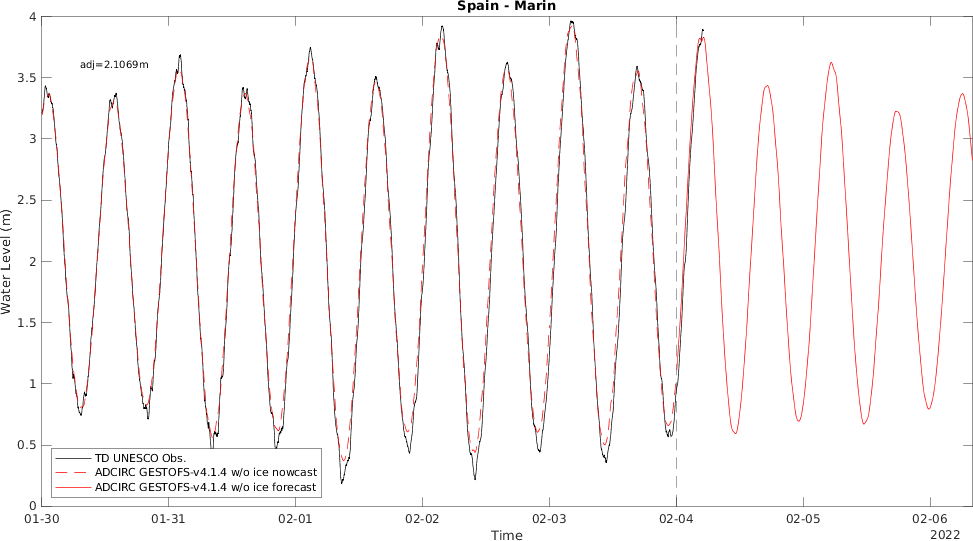 Spain - Marin
adj=2.1069m
4
3.5
3
2.5
2
1.5
1
0.5
0
Water Level (m)
TD UNESCO Obs.
ADCIRC GESTOFS-v4.1.4 w/o ice nowcast
ADCIRC GESTOFS-v4.1.4 w/o ice forecast
01-30 01-31 02-01 02-02 02-03 02-04 02-05 02-06
Time
2022